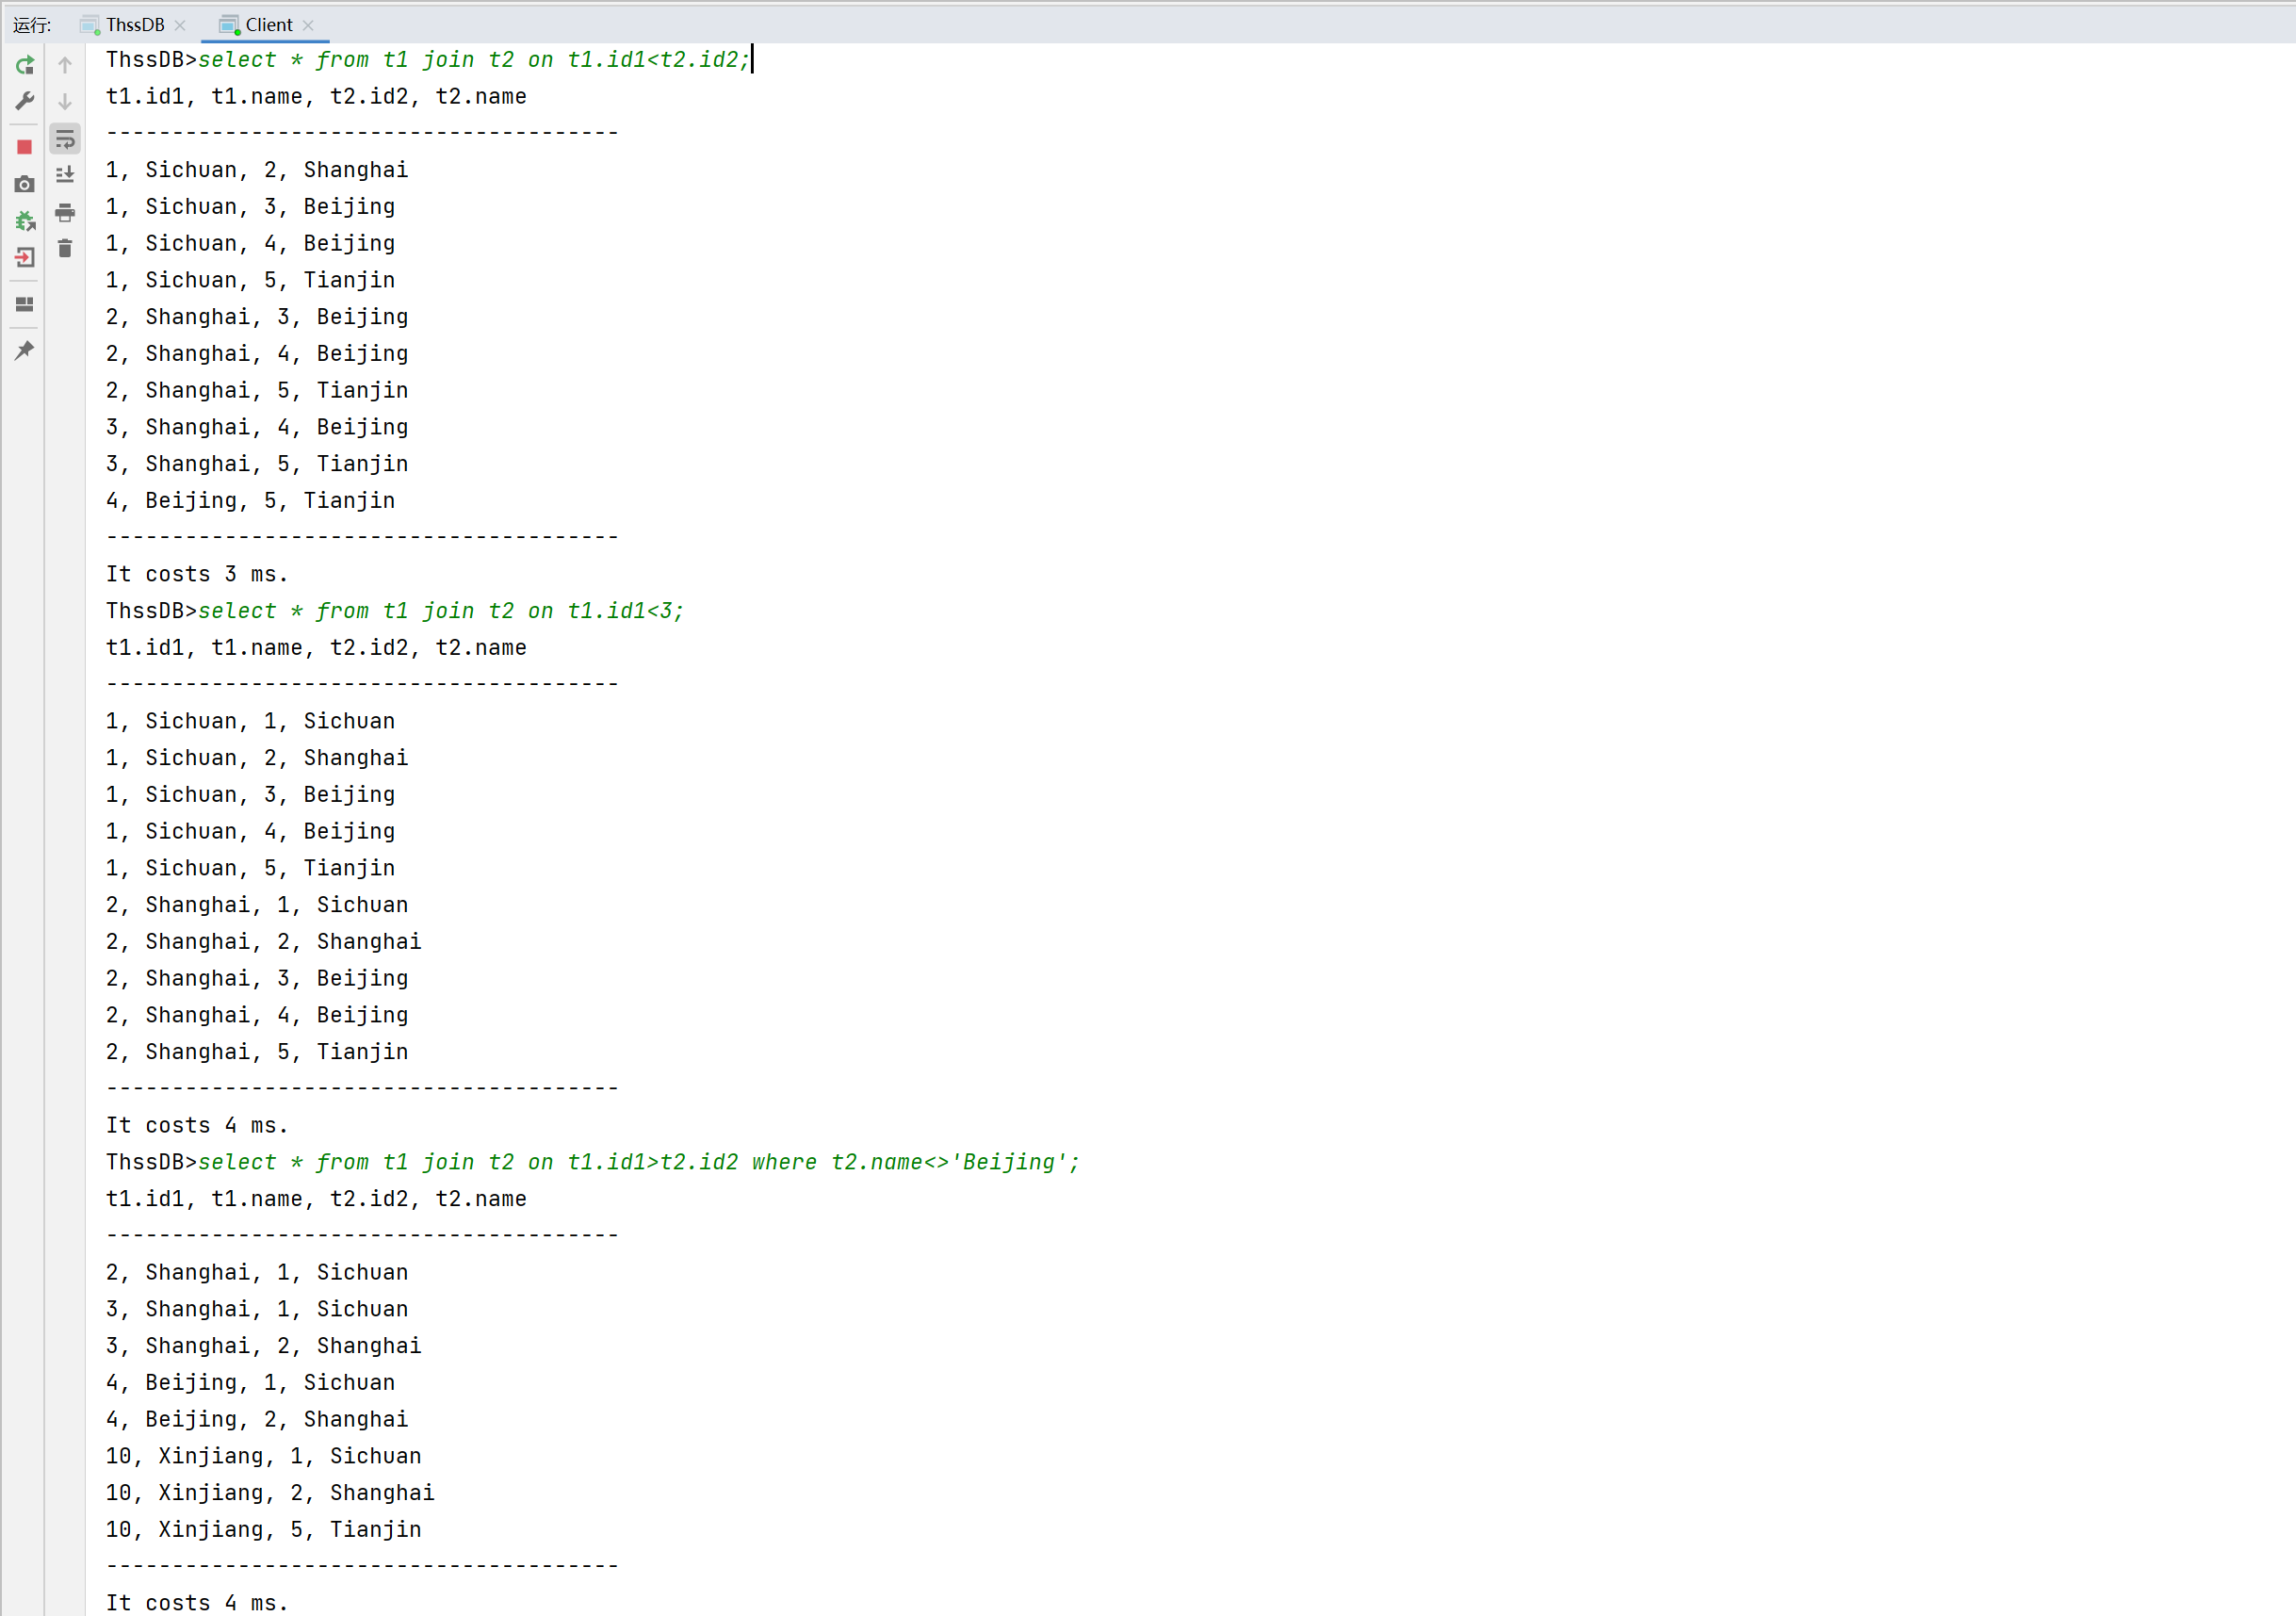 运行: ThssDB Client
ThssDB>select * from t1 join t2 on t1.id1<t2.id2;
t1.id1, t1.name, t2.id2, t2.name
---------------------------------------
1, Sichuan, 2, Shanghai
1, Sichuan, 3, Beijing
1, Sichuan, 4, Beijing
1, Sichuan, 5, Tianjin
2, Shanghai, 3, Beijing
2, Shanghai, 4, Beijing
2, Shanghai, 5, Tianjin
3, Shanghai, 4, Beijing
3, Shanghai, 5, Tianjin
4, Beijing, 5, Tianjin
---------------------------------------
It costs 3 ms.
ThssDB>select * from t1 join t2 on t1.id1<3;
t1.id1, t1.name, t2.id2, t2.name
---------------------------------------
1, Sichuan, 1, Sichuan
1, Sichuan, 2, Shanghai
1, Sichuan, 3, Beijing
1, Sichuan, 4, Beijing
1, Sichuan, 5, Tianjin
2, Shanghai, 1, Sichuan
2, Shanghai, 2, Shanghai
2, Shanghai, 3, Beijing
2, Shanghai, 4, Beijing
2, Shanghai, 5, Tianjin
---------------------------------------
It costs 4 ms.
ThssDB>select * from t1 join t2 on t1.id1>t2.id2 where t2.name<>'Beijing';
t1.id1, t1.name, t2.id2, t2.name
---------------------------------------
2, Shanghai, 1, Sichuan
3, Shanghai, 1, Sichuan
3, Shanghai, 2, Shanghai
4, Beijing, 1, Sichuan
4, Beijing, 2, Shanghai
10, Xinjiang, 1, Sichuan
10, Xinjiang, 2, Shanghai
10, Xinjiang, 5, Tianjin
---------------------------------------
It costs 4 ms.